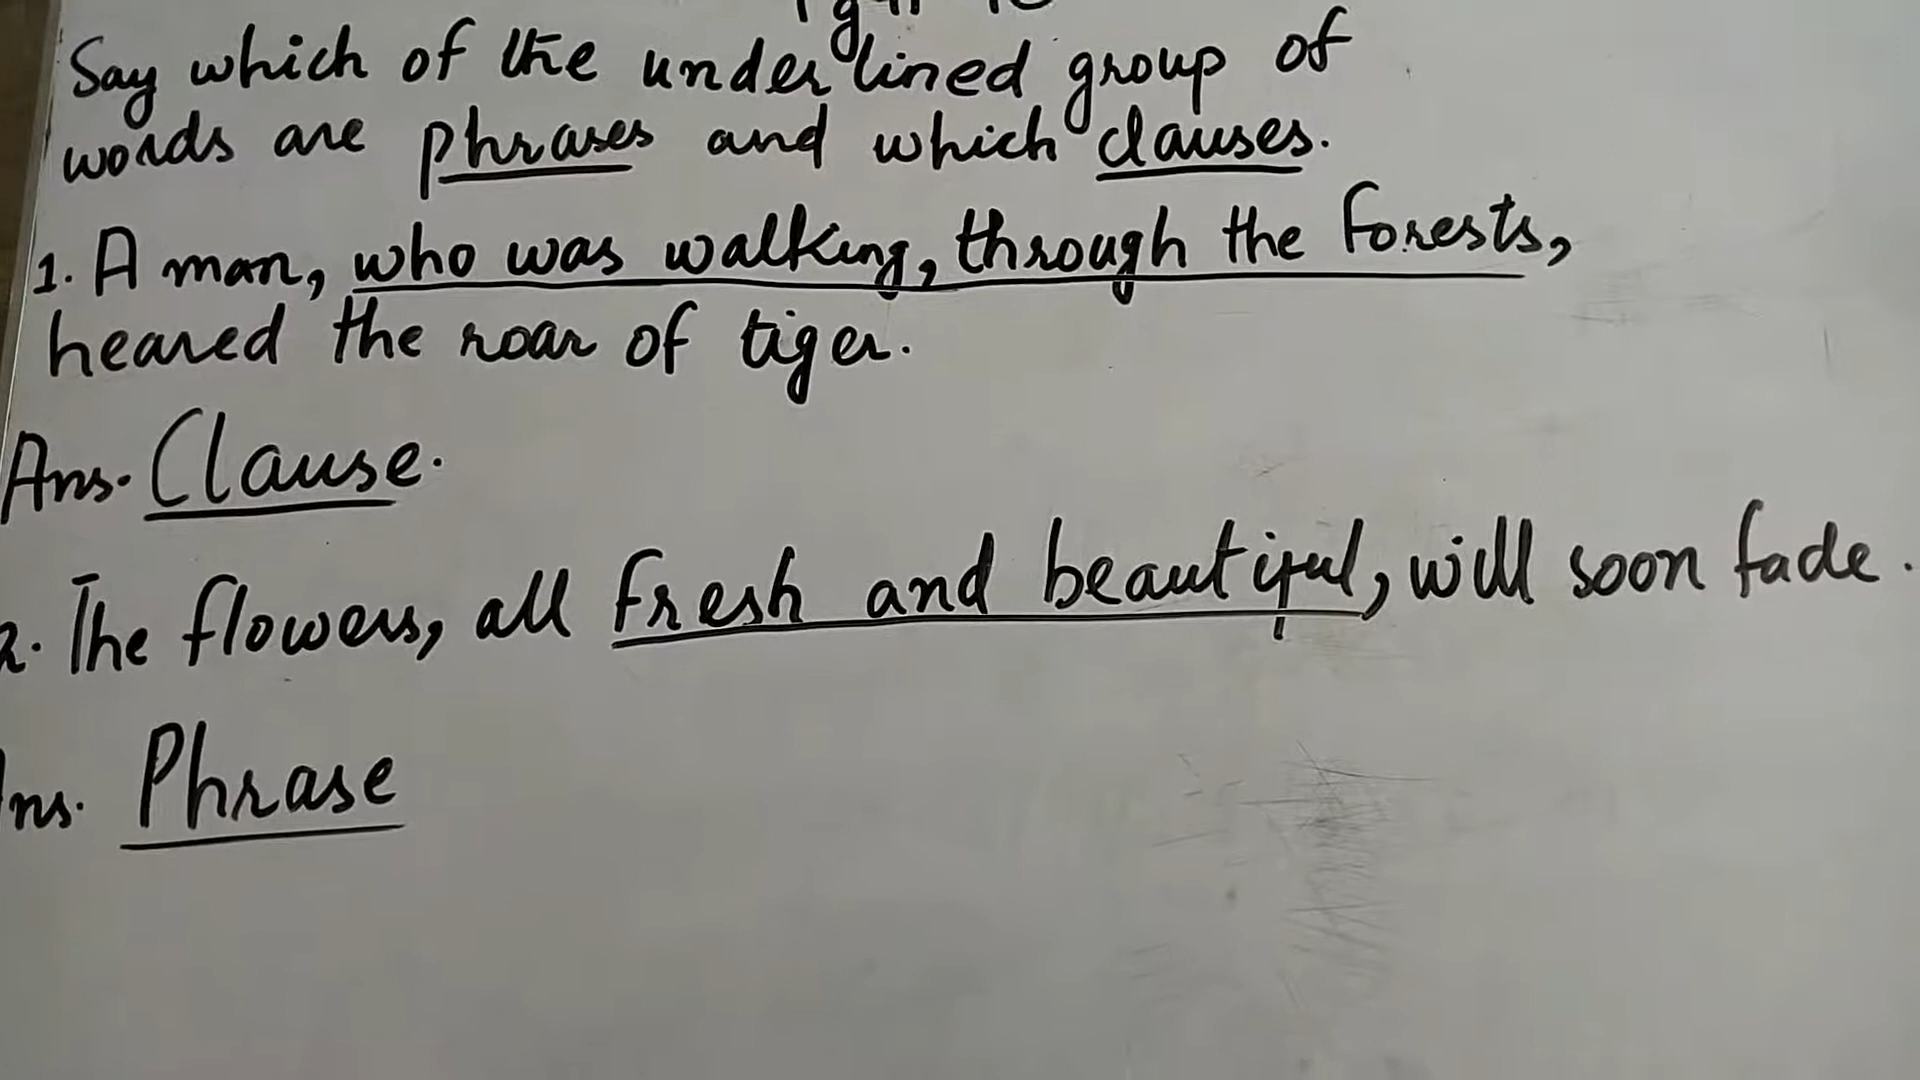 Say which of the underlined group of
words are phrases and which clauses.
1. A man, who was walking, through the forests,
heared the roar of tiger.
Ans. Clause.
2. The flowers, all fresh and beautiful, will soon fade.
Ans. Phrase